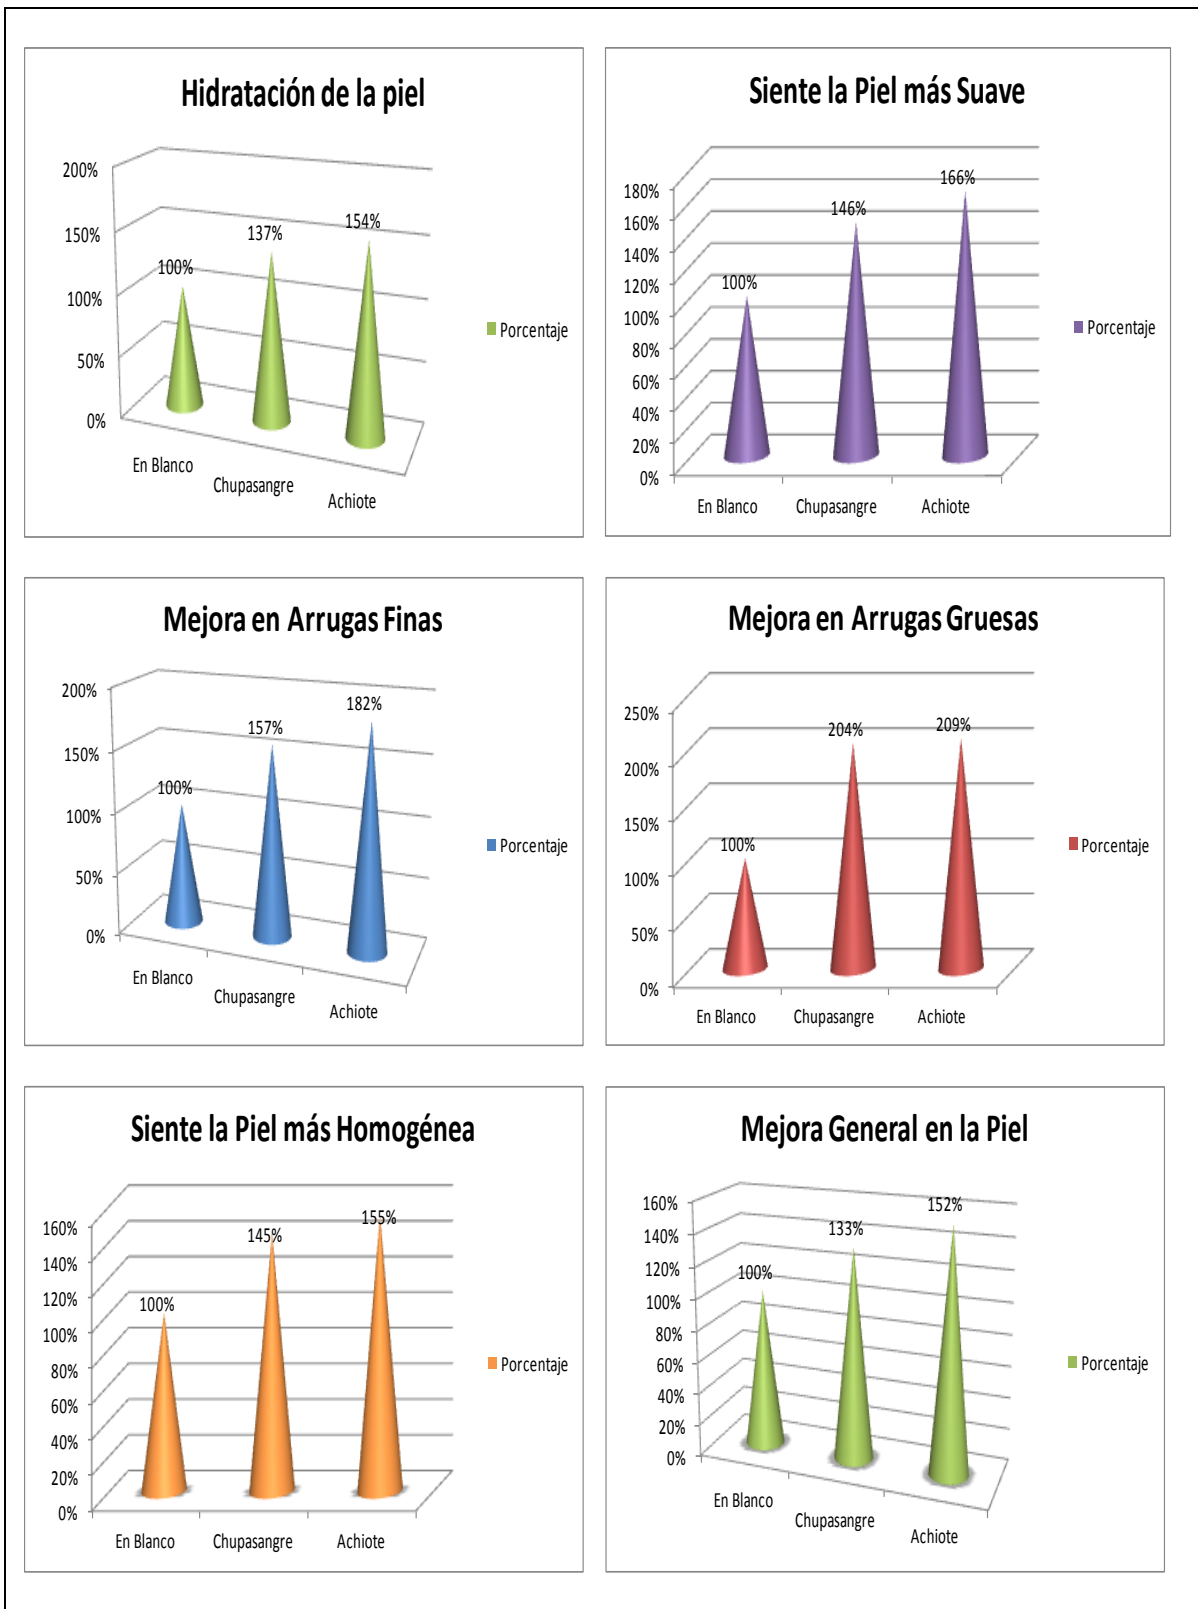 Hidratación de la piel
200%
150%
100%
50%
0%
100%
137%
154%
En Blanco
Chupasangre
Achiote
Porcentaje
Siente la Piel más Suave
180%
160%
140%
120%
100%
80%
60%
40%
20%
0%
100%
146%
166%
En Blanco
Chupasangre
Achiote
Porcentaje
Mejora en Arrugas Finas
200%
150%
100%
50%
0%
100%
157%
182%
En Blanco
Chupasangre
Achiote
Porcentaje
Mejora en Arrugas Gruesas
250%
200%
150%
100%
50%
0%
100%
204%
209%
En Blanco
Chupasangre
Achiote
Porcentaje
Siente la Piel más Homogénea
160%
140%
120%
100%
80%
60%
40%
20%
0%
100%
145%
155%
En Blanco
Chupasangre
Achiote
Porcentaje
Mejora General en la Piel
160%
140%
120%
100%
80%
60%
40%
20%
0%
100%
133%
152%
En Blanco
Chupasangre
Achiote
Porcentaje